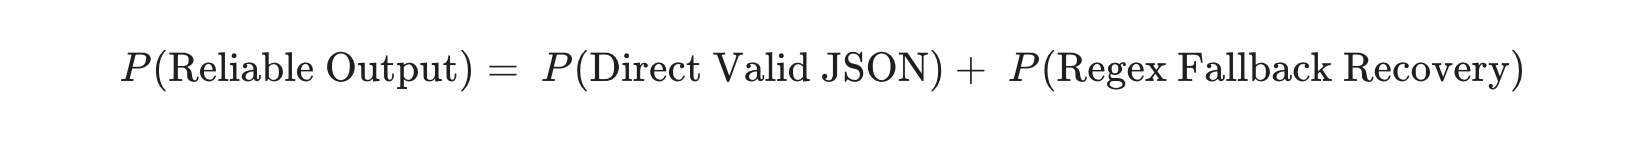 P(Reliable Output) = P(Direct Valid JSON) + P(Regex Fallback Recovery)